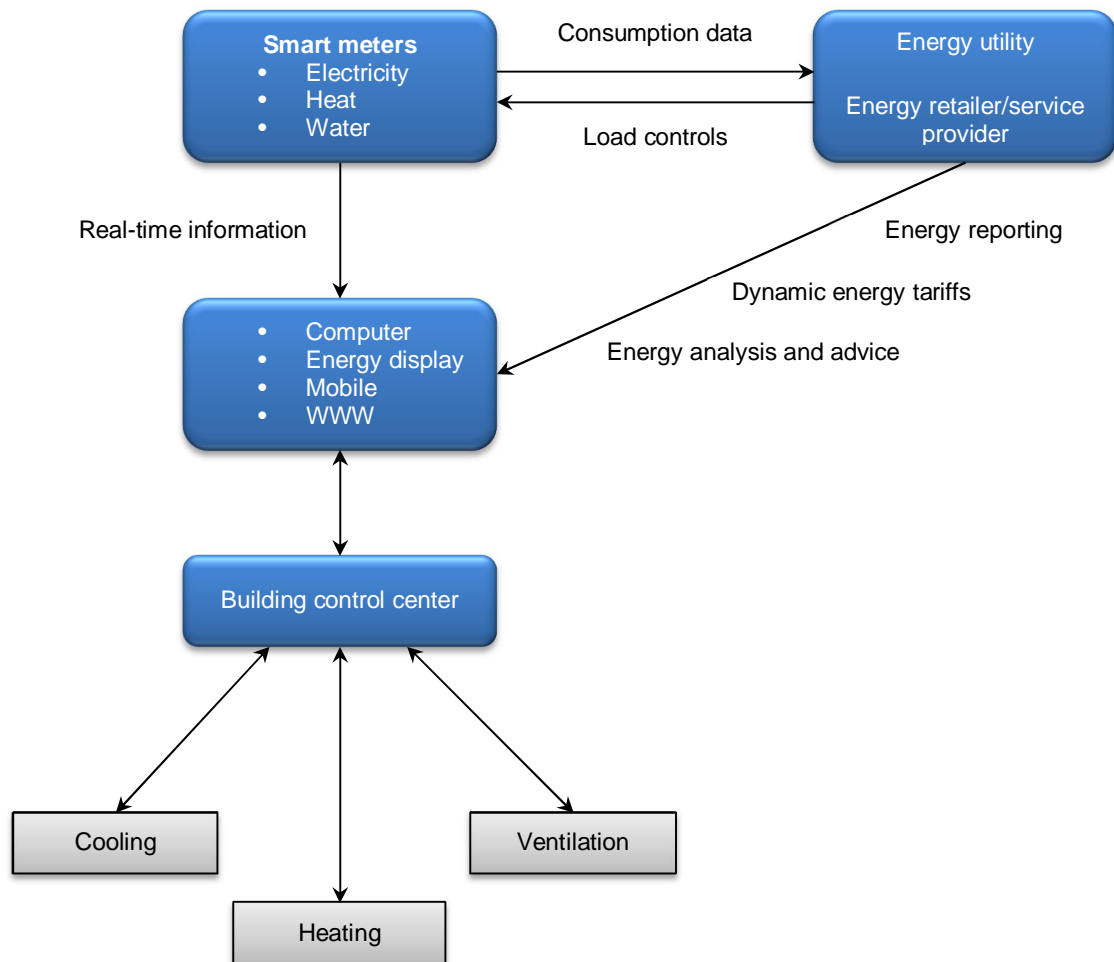 Smart meters
• Electricity
• Heat
• Water
Consumption data
Load controls
Energy utility
Energy retailer/service
provider
Real-time information
Energy reporting
Dynamic energy tariffs
Energy analysis and advice
• Computer
• Energy display
• Mobile
• WWW
Building control center
Cooling
Ventilation
Heating